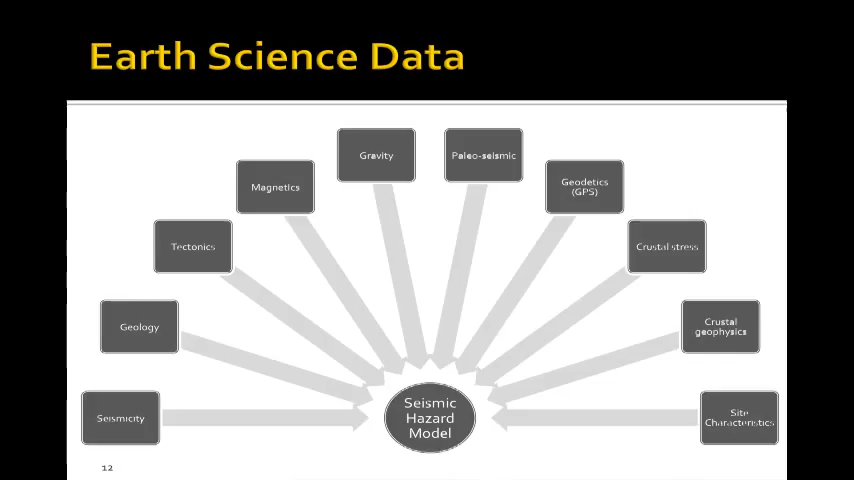 Earth Science Data
Gravity
Paleo-seismic
Magnetics
Geodetics
(GPS)
Tectonics
Crustal stress
Geology
Crustal
geophysics
Seismicity
Seismic
Hazard
Model
Site
Characteristics
12